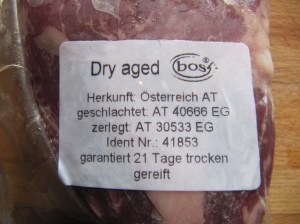 Dry aged bos
Herkunft: Österreich AT
geschlachtet: AT 40666 EG
zerlegt: AT 30533 EG
Ident Nr.: 41853
garantiert 21 Tage trocken
gereift